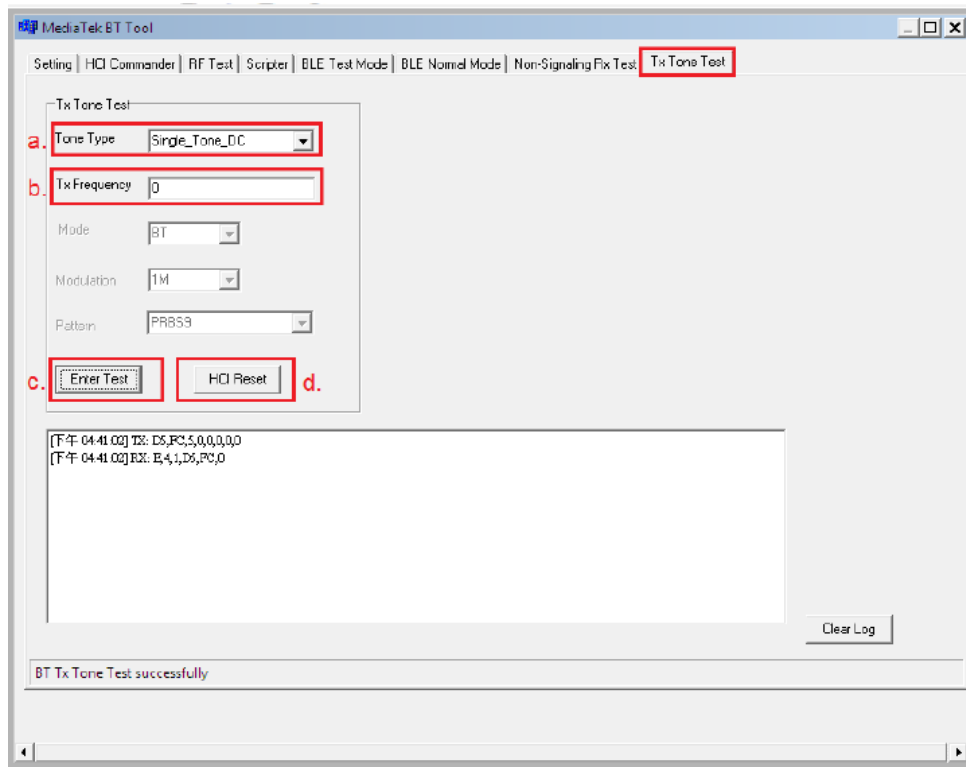 MediaTek BT Tool
Setting HCI Commander RF Test Scripter BLE Test Mode BLE Normal Mode Non-Signaling Rx Test Tx Tone Test
Tx Tone Test
a. Tone Type Single_Tone_DC
b. Tx Frequency 0
Mode BT
Modulation 1M
Pattern PRBS9
c. Enter Test HCI Reset d.
[下午 04:41:02] TX: D5,FC,5,0,0,0,0,0
[下午 04:41:02] RX: E,4,1,D5,FC,0
Clear Log
BT Tx Tone Test successfully